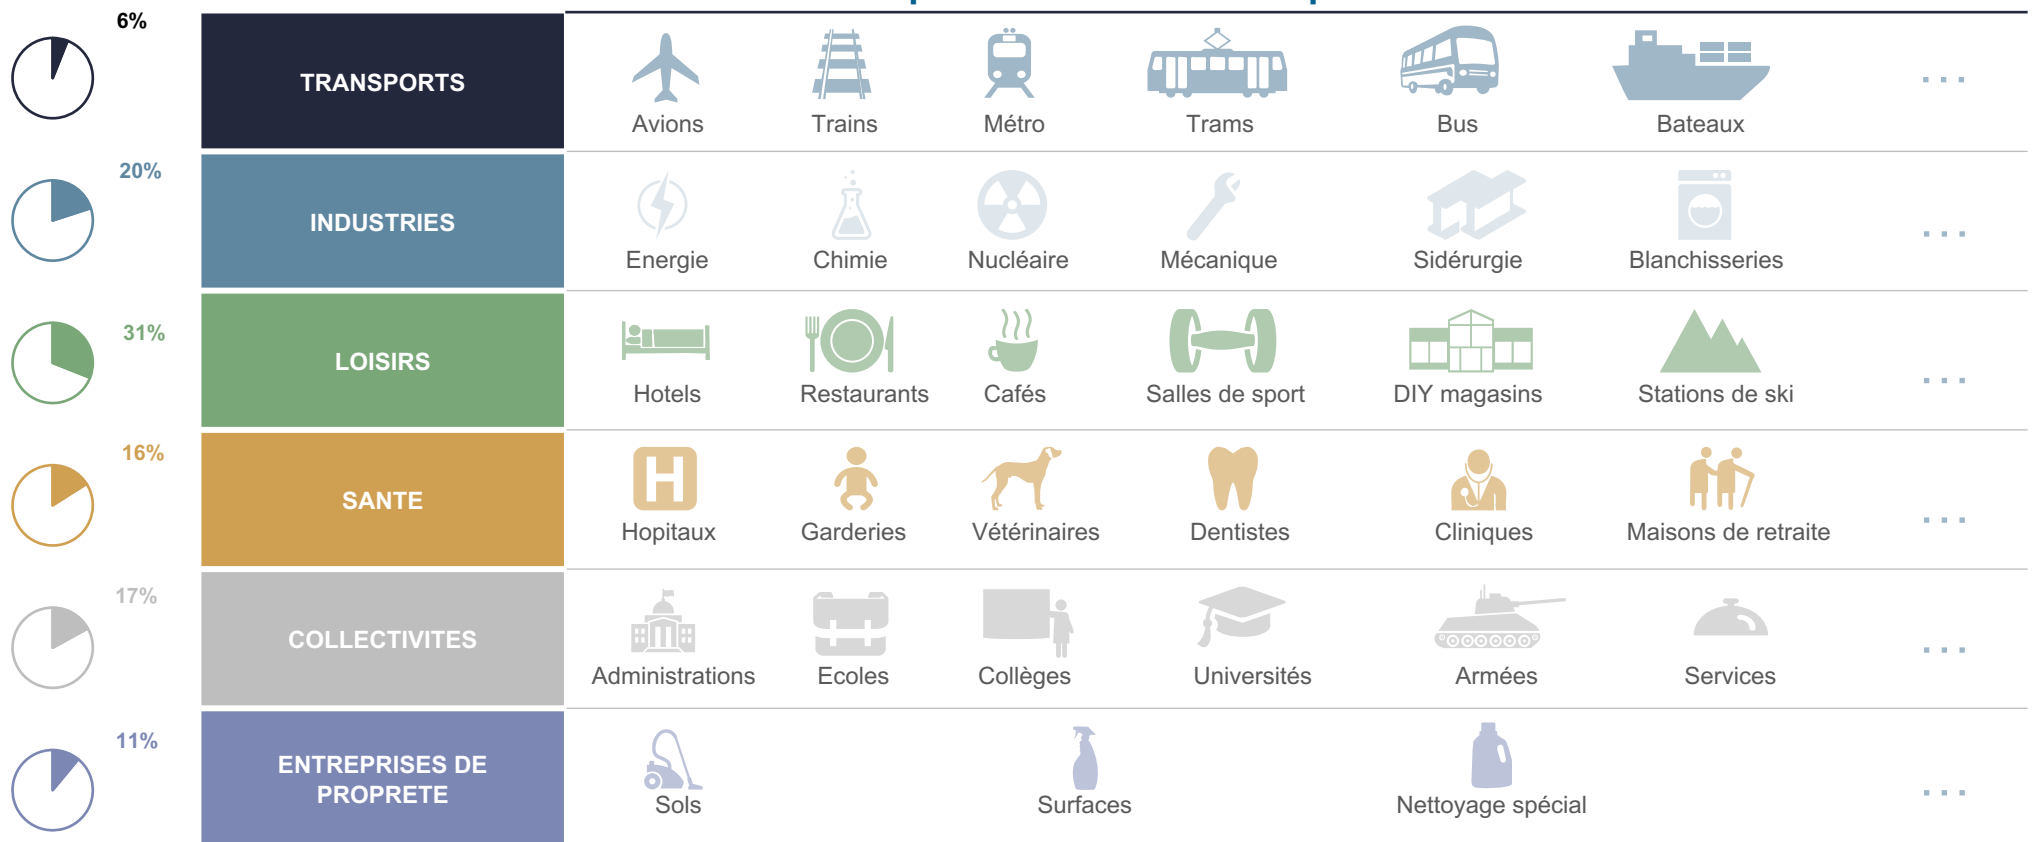 6%
TRANSPORTS
Avions Trains Métro Trams Bus Bateaux ...
20%
INDUSTRIES
Energie Chimie Nucléaire Mécanique Sidérurgie Blanchisseries ...
31%
LOISIRS
Hotels Restaurants Cafés Salles de sport DIY magasins Stations de ski ...
16%
SANTE
H
Hopitaux Garderies Vétérinaires Dentistes Cliniques Maisons de retraite ...
17%
COLLECTIVITES
Administrations Ecoles Collèges Universités Armées Services ...
11%
ENTREPRISES DE
PROPRETE
Sols Surfaces Nettoyage spécial ...